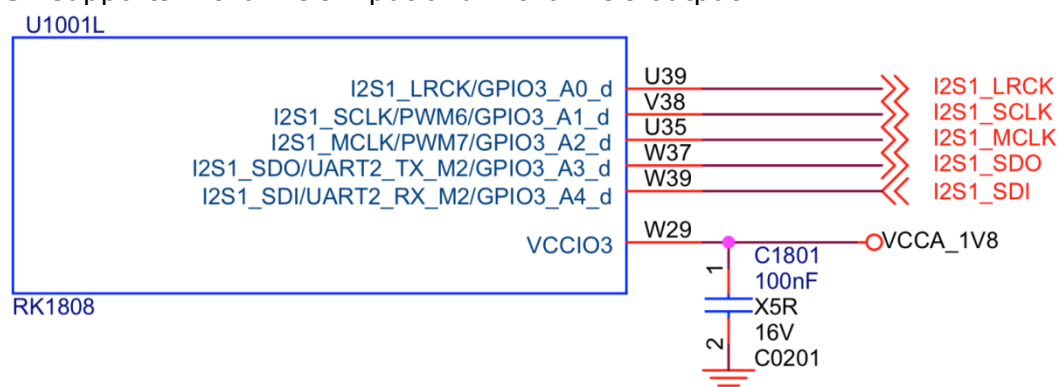 U1001L
I2S1_LRCK/GPIO3_A0_d
U39
I2S1_LRCK
I2S1_SCLK/PWM6/GPIO3_A1_d
V38
I2S1_SCLK
I2S1_MCLK/PWM7/GPIO3_A2_d
U35
I2S1_MCLK
I2S1_SDO/UART2_TX_M2/GPIO3_A3_d
W37
I2S1_SDO
I2S1_SDI/UART2_RX_M2/GPIO3_A4_d
W39
I2S1_SDI
VCCIO3
W29
VCCA_1V8
C1801
1
100nF
X5R
16V
2
C0201
RK1808